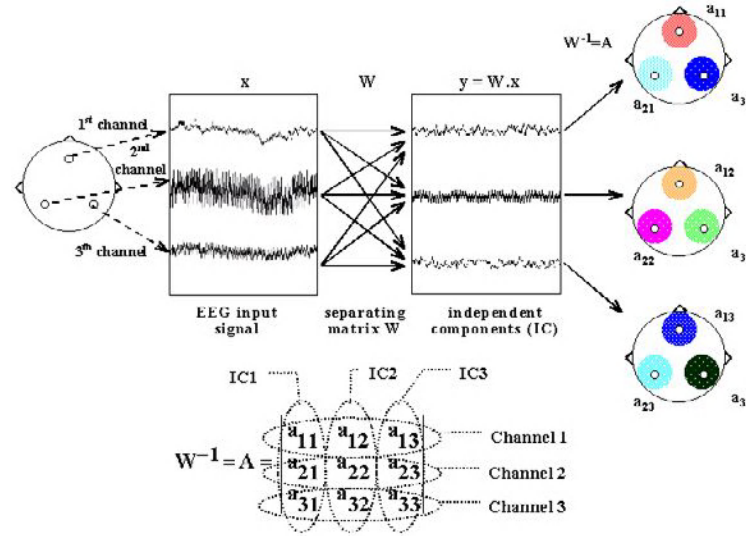 a11
W-1=A
x
W
y = W.x
1st channel
2nd
channel
3th channel
a21
a3
a12
a22
a3
a13
a23
a3
EEG input
signal
separating
matrix W
independent
components (IC)
IC1
IC2
IC3
W-1 = A =
a11 a12 a13
a21 a22 a23
a31 a32 a33
Channel 1
Channel 2
Channel 3